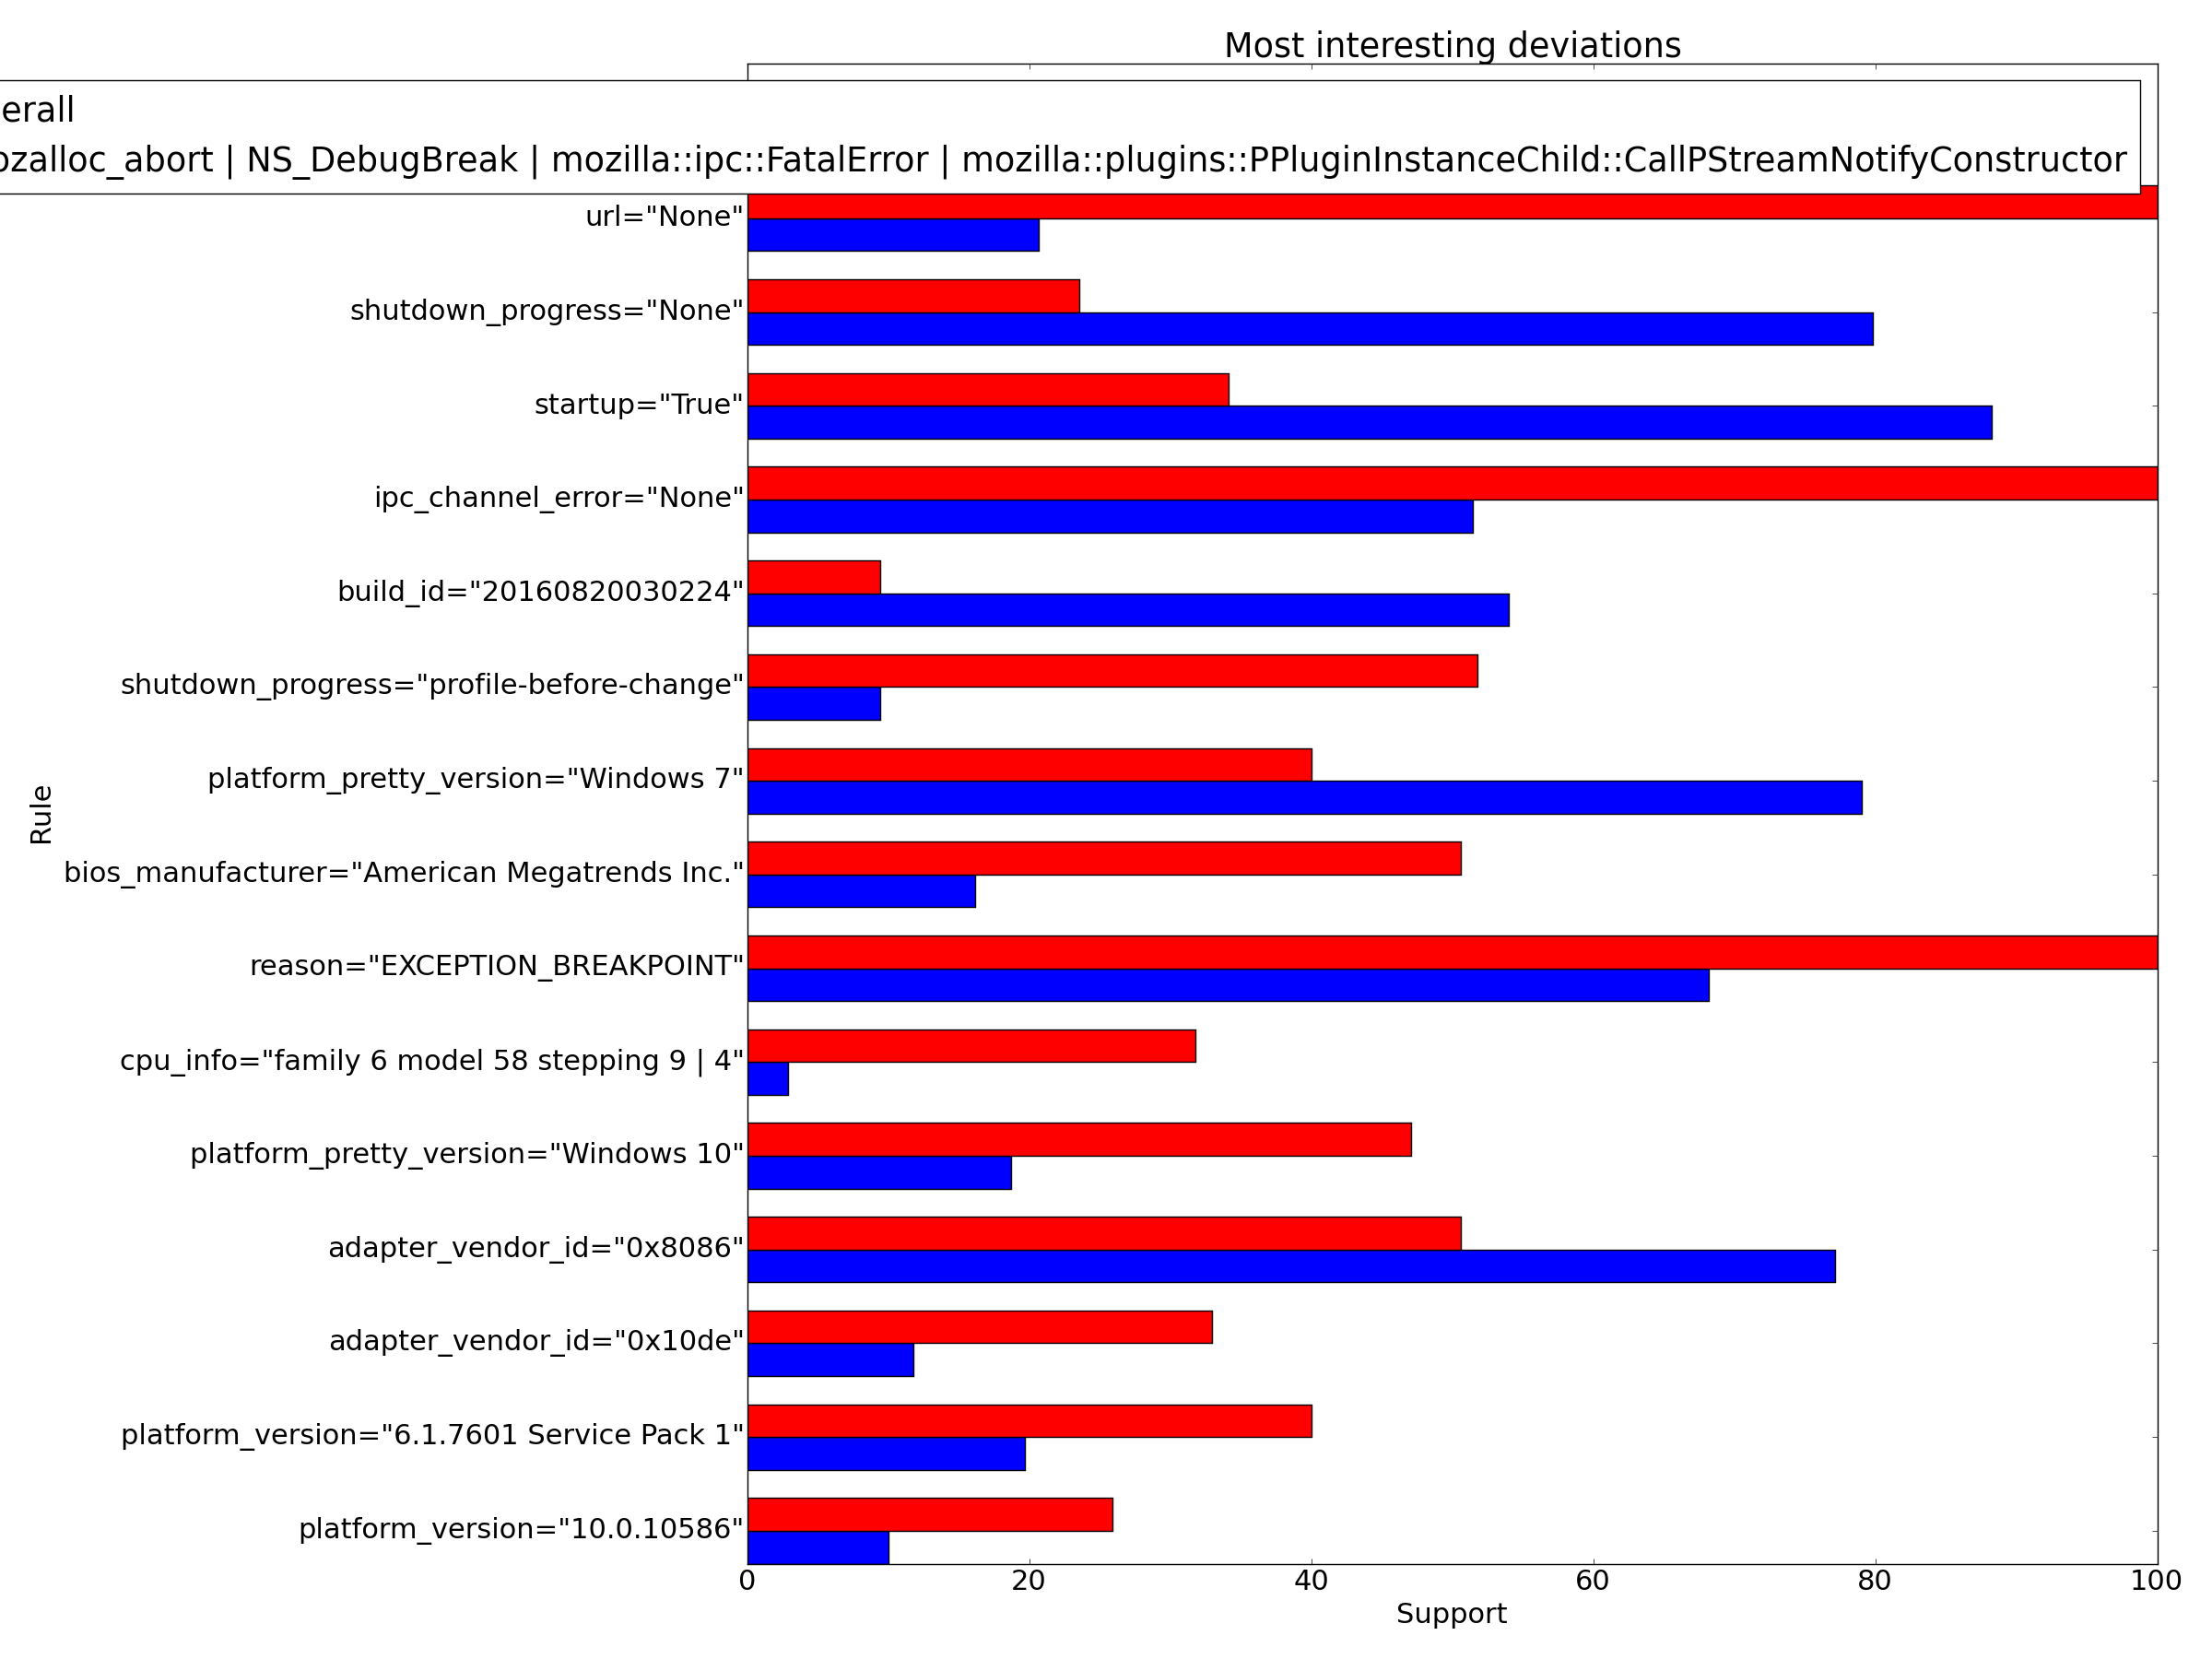 Most interesting deviations
erall
ozalloc_abort | NS_DebugBreak | mozilla::ipc::FatalError | mozilla::plugins::PPluginInstanceChild::CallPStreamNotifyConstructor
url="None"
shutdown_progress="None"
startup="True"
ipc_channel_error="None"
build_id="20160820030224"
shutdown_progress="profile-before-change"
platform_pretty_version="Windows 7"
Rule
bios_manufacturer="American Megatrends Inc."
reason="EXCEPTION_BREAKPOINT"
cpu_info="family 6 model 58 stepping 9 | 4"
platform_pretty_version="Windows 10"
adapter_vendor_id="0x8086"
adapter_vendor_id="0x10de"
platform_version="6.1.7601 Service Pack 1"
platform_version="10.0.10586"
0 20 40 60 80 100
Support